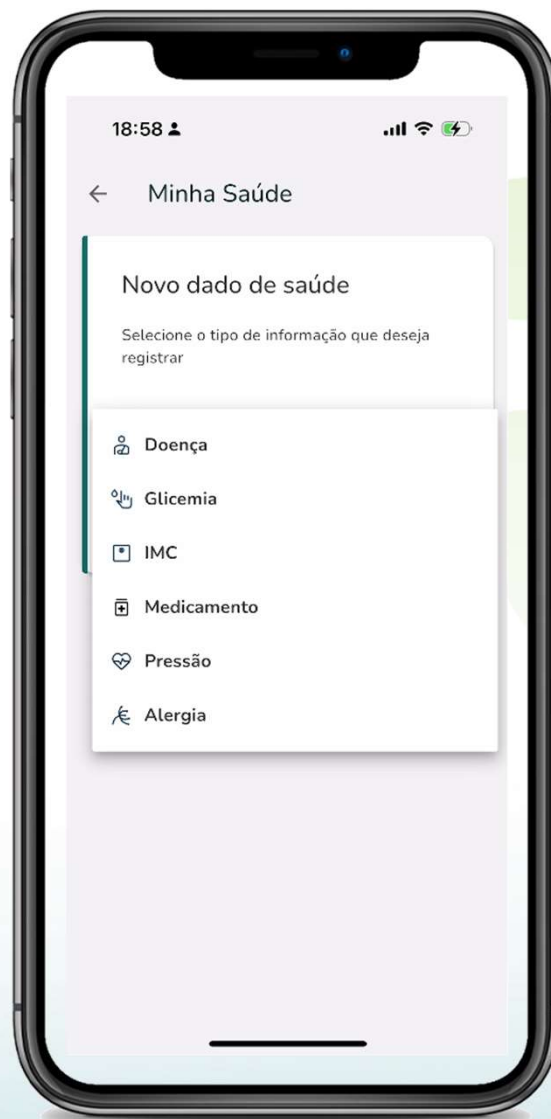 18:58
Minha Saúde
Novo dado de saúde
Selecione o tipo de informação que deseja
registrar
Doença
Glicemia
IMC
Medicamento
Pressão
Alergia